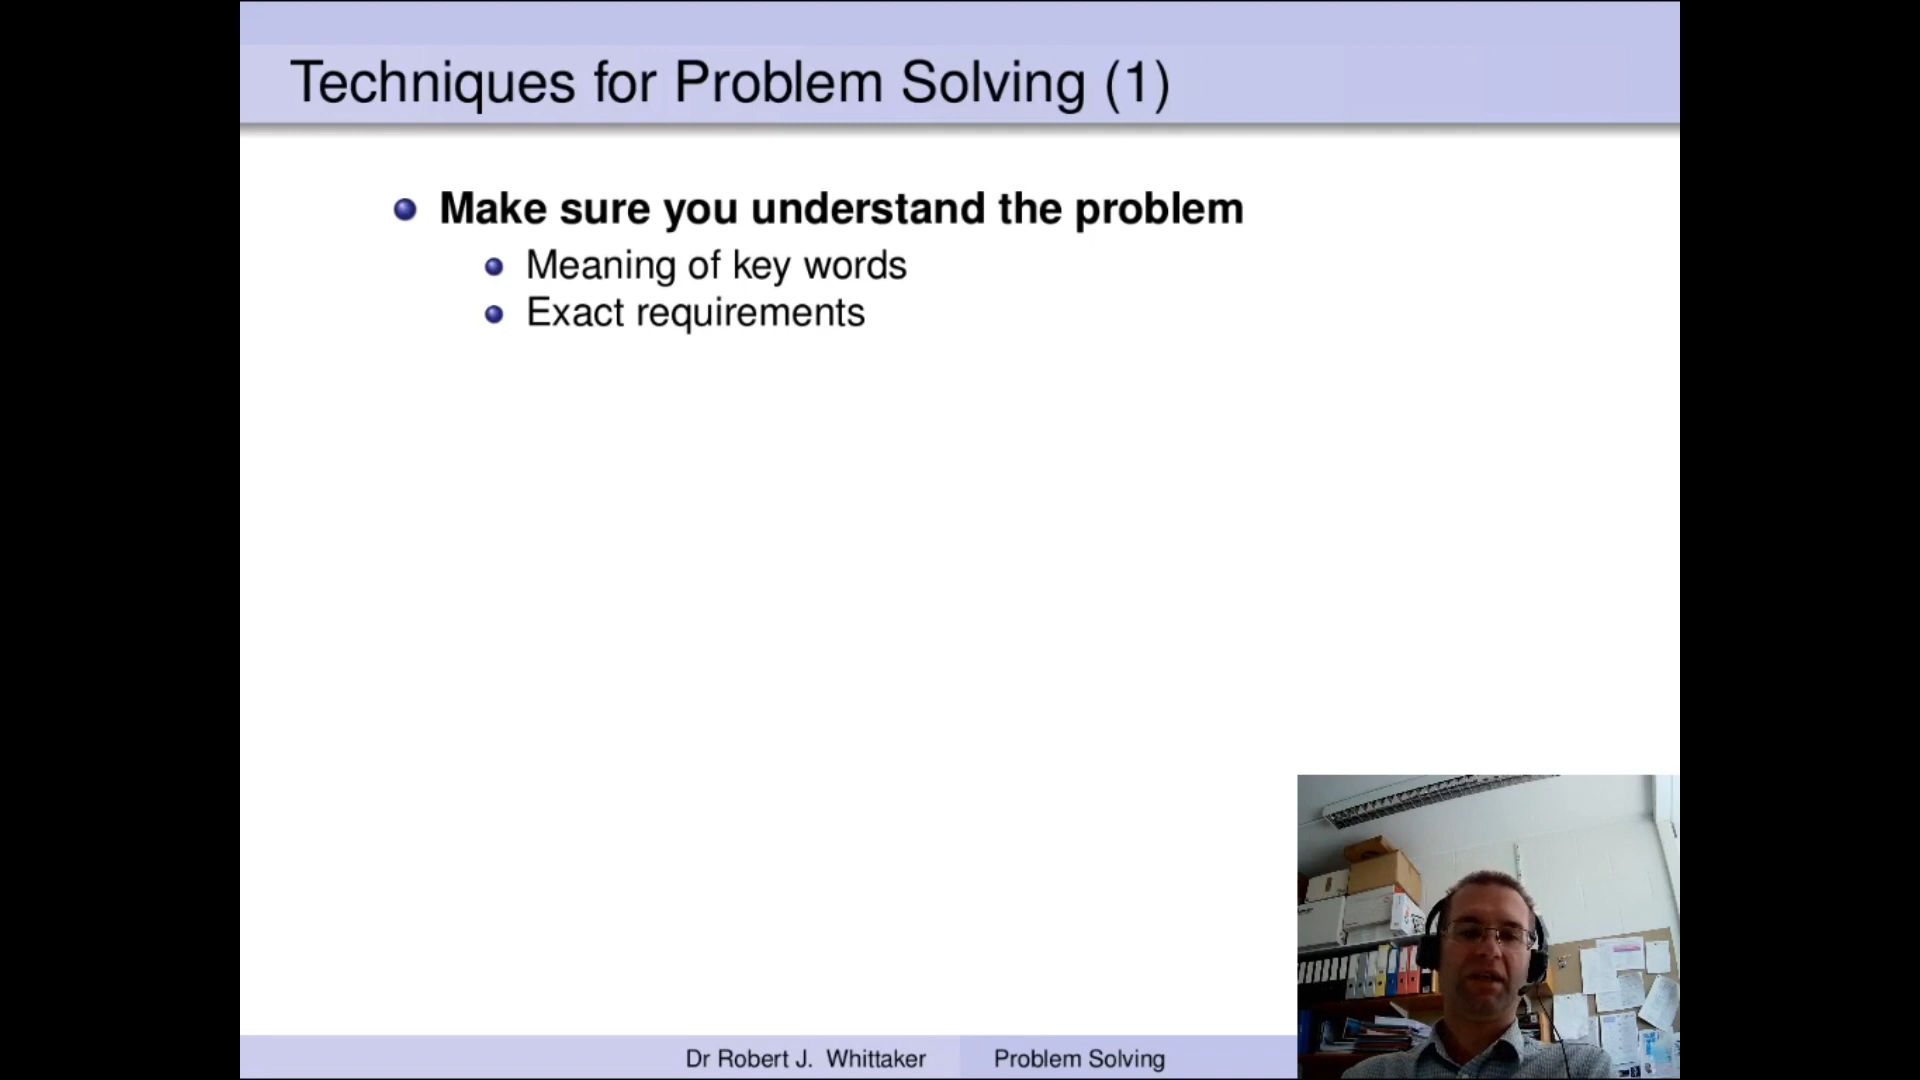 Techniques for Problem Solving (1)
Make sure you understand the problem
Meaning of key words
Exact requirements
Dr Robert J. Whittaker Problem Solving